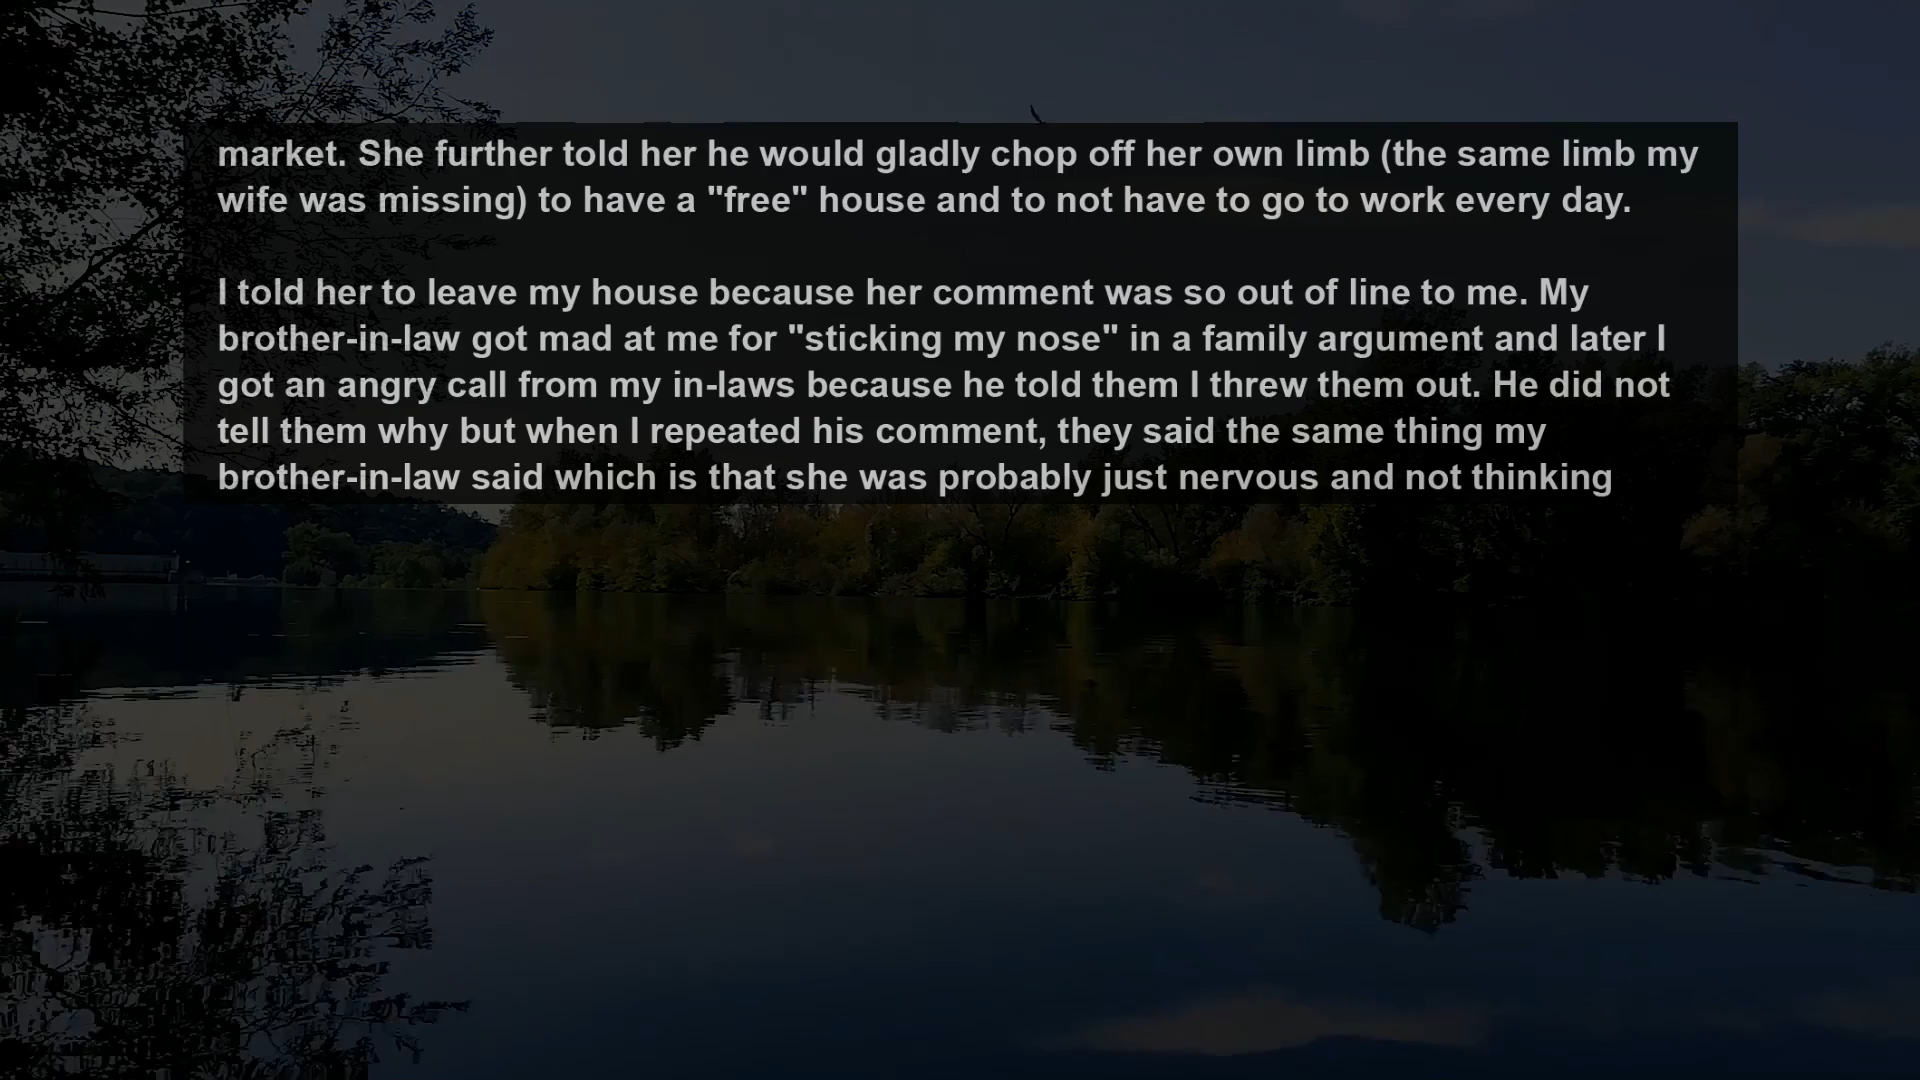 market. She further told her he would gladly chop off her own limb (the same limb my
wife was missing) to have a "free" house and to not have to go to work every day.
I told her to leave my house because her comment was so out of line to me. My
brother-in-law got mad at me for "sticking my nose" in a family argument and later I
got an angry call from my in-laws because he told them I threw them out. He did not
tell them why but when I repeated his comment, they said the same thing my
brother-in-law said which is that she was probably just nervous and not thinking